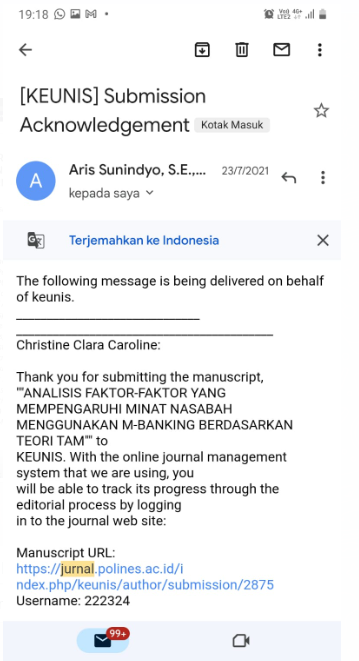 19:18
Vo)) 4G+
LTE2
[KEUNIS] Submission
Acknowledgement Kotak Masuk
A
Aris Sunindyo, S.E.,... 23/7/2021
kepada saya
Terjemahkan ke Indonesia
The following message is being delivered on behalf
of keunis.
Christine Clara Caroline:
Thank you for submitting the manuscript,
""ANALISIS FAKTOR-FAKTOR YANG
MEMPENGARUHI MINAT NASABAH
MENGGUNAKAN M-BANKING BERDASARKAN
TEORI TAM"" to
KEUNIS. With the online journal management
system that we are using, you
will be able to track its progress through the
editorial process by logging
in to the journal web site:
Manuscript URL:
https://jurnal.polines.ac.id/i
ndex.php/keunis/author/submission/2875
Username: 222324
99+